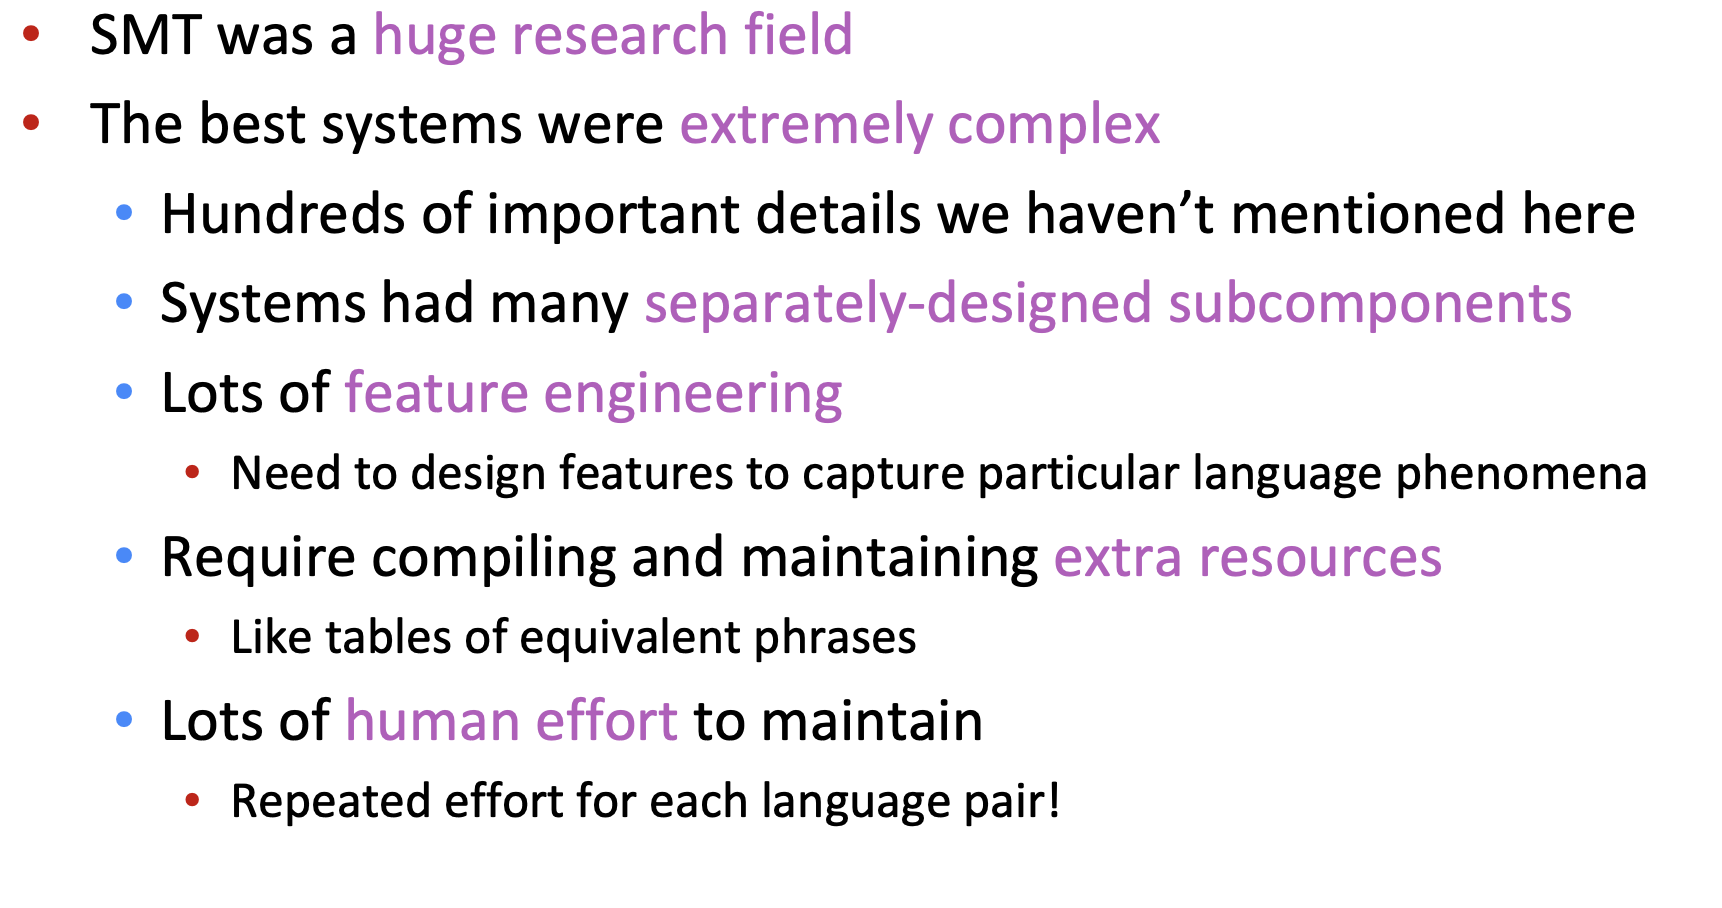 • SMT was a huge research field
• The best systems were extremely complex
• Hundreds of important details we haven’t mentioned here
• Systems had many separately-designed subcomponents
• Lots of feature engineering
• Need to design features to capture particular language phenomena
• Require compiling and maintaining extra resources
• Like tables of equivalent phrases
• Lots of human effort to maintain
• Repeated effort for each language pair!